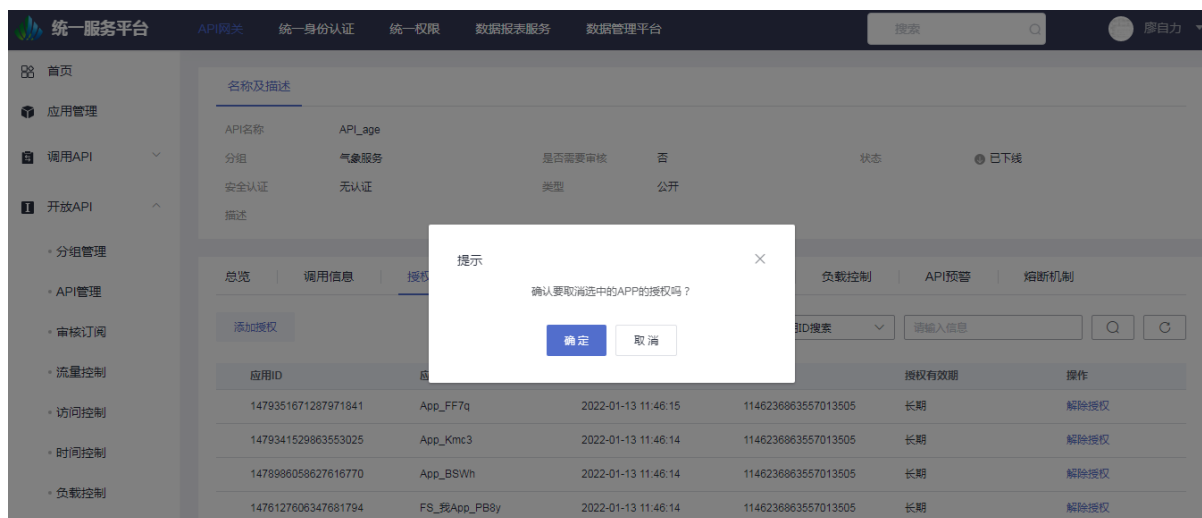 统一服务平台 API网关 统一身份认证 统一权限 数据报表服务 数据管理平台 搜索 廖自力
首页
名称及描述
应用管理
API名称 API_age
调用API
分组 气象服务 是否需要审核 否 状态 已下线
安全认证 无认证 类型 公开
开放API
描述
分组管理
提示
总览 调用信息 授权 负载控制 API预警 熔断机制
API管理
确认要取消选中的APP的授权吗？
审核订阅
添加授权 确定 取消 ID搜索 请输入信息
流量控制
应用ID 授权有效期 操作
访问控制
1479351671287971841 App_FF7q 2022-01-13 11:46:15 1146236863557013505 长期 解除授权
时间控制
1479341529863553025 App_Kmc3 2022-01-13 11:46:14 1146236863557013505 长期 解除授权
1478986058627616770 App_BSWh 2022-01-13 11:46:14 1146236863557013505 长期 解除授权
负载控制
1476127606347681794 FS_我App_PB8y 2022-01-13 11:46:14 1146236863557013505 长期 解除授权